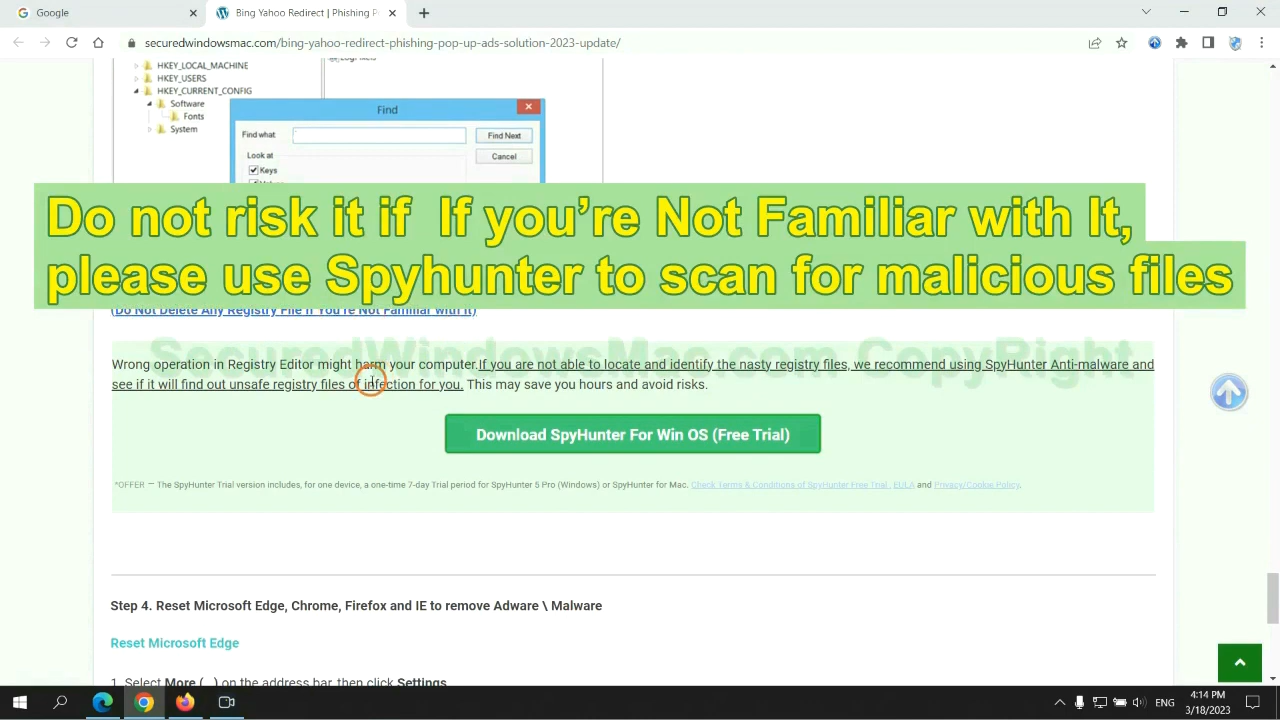 Google
Bing Yahoo Redirect | Phishing P
securedwindowsmac.com/bing-yahoo-redirect-phishing-pop-up-ads-solution-2023-update/
HKEY_LOCAL_MACHINE
HKEY_USERS
HKEY_CURRENT_CONFIG
Software
Fonts
System
Find
Find what
Find Next
Look at
Cancel
Keys
Do not risk it if If you’re Not Familiar with It,
please use Spyhunter to scan for malicious files
(Do Not Delete Any Registry File If You're Not Familiar with It)
SecuredWindowsMac.com CopyRight
Wrong operation in Registry Editor might harm your computer.If you are not able to locate and identify the nasty registry files, we recommend using SpyHunter Anti-malware and
see if it will find out unsafe registry files of infection for you. This may save you hours and avoid risks.
Download SpyHunter For Win OS (Free Trial)
*OFFER — The SpyHunter Trial version includes, for one device, a one-time 7-day Trial period for SpyHunter 5 Pro (Windows) or SpyHunter for Mac. Check Terms & Conditions of SpyHunter Free Trial , EULA and Privacy/Cookie Policy.
Step 4. Reset Microsoft Edge, Chrome, Firefox and IE to remove Adware \ Malware
Reset Microsoft Edge
1. Select More (…) on the address bar, then click Settings
ENG
4:14 PM
3/18/2023